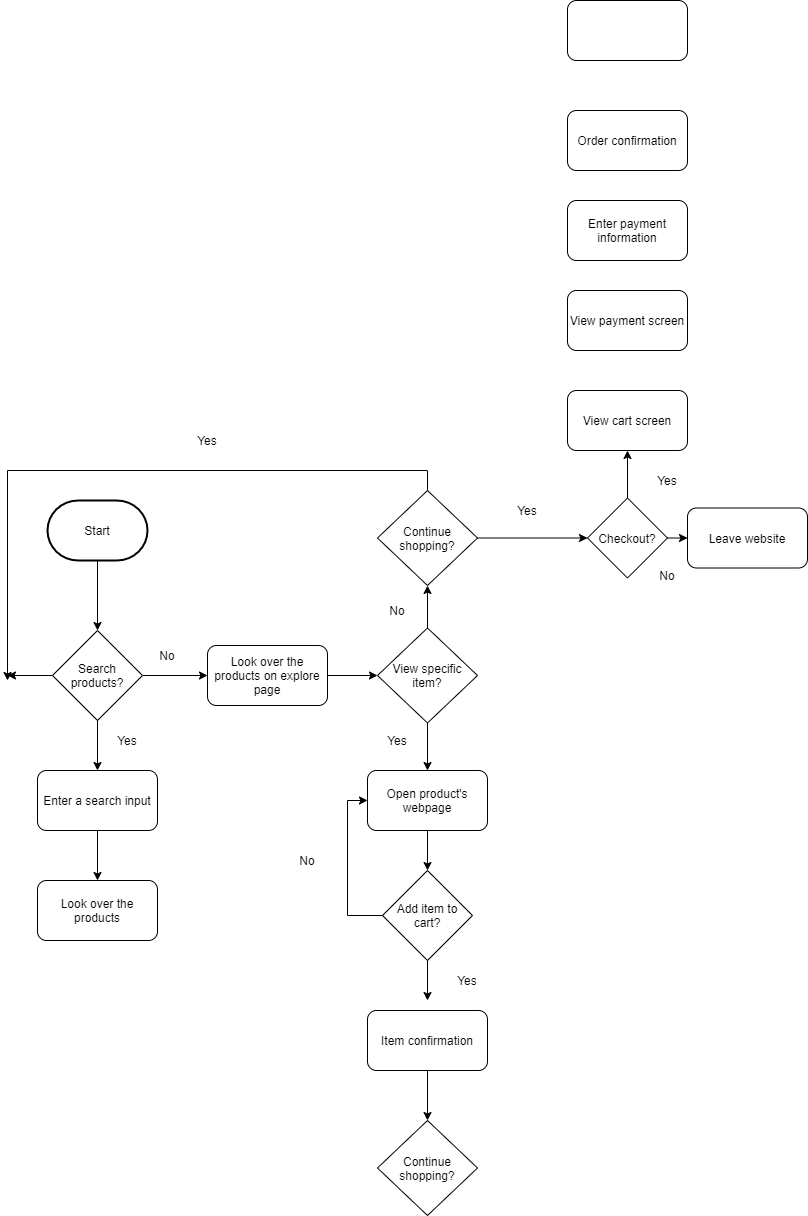 Order confirmation
Enter payment
information
View payment screen
View cart screen
Yes
Yes
Start
Continue
shopping?
Yes
Checkout?
Leave website
No
No
Search
products?
No
Look over the
products on explore
page
View specific
item?
Yes
Yes
Enter a search input
Open product's
webpage
No
Look over the
products
Add item to
cart?
Yes
Item confirmation
Continue
shopping?